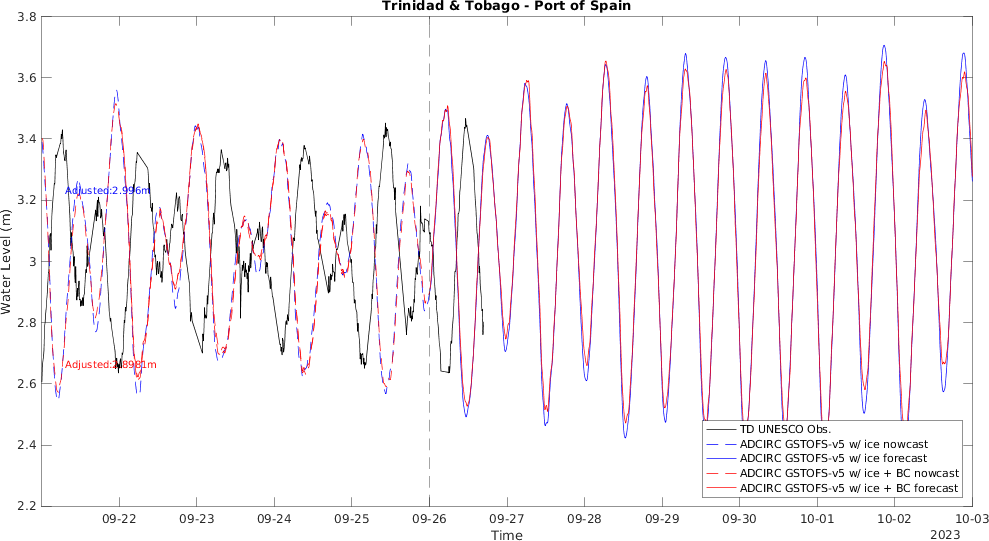 Trinidad & Tobago - Port of Spain
3.8
3.6
3.4
3.2
3
2.8
2.6
2.4
2.2
Water Level (m)
Adjusted:2.996m
Adjusted:2.8981m
TD UNESCO Obs.
ADCIRC GSTOFS-v5 w/ ice nowcast
ADCIRC GSTOFS-v5 w/ ice forecast
ADCIRC GSTOFS-v5 w/ ice + BC nowcast
ADCIRC GSTOFS-v5 w/ ice + BC forecast
09-22 09-23 09-24 09-25 09-26 09-27 09-28 09-29 09-30 10-01 10-02 10-03
Time
2023